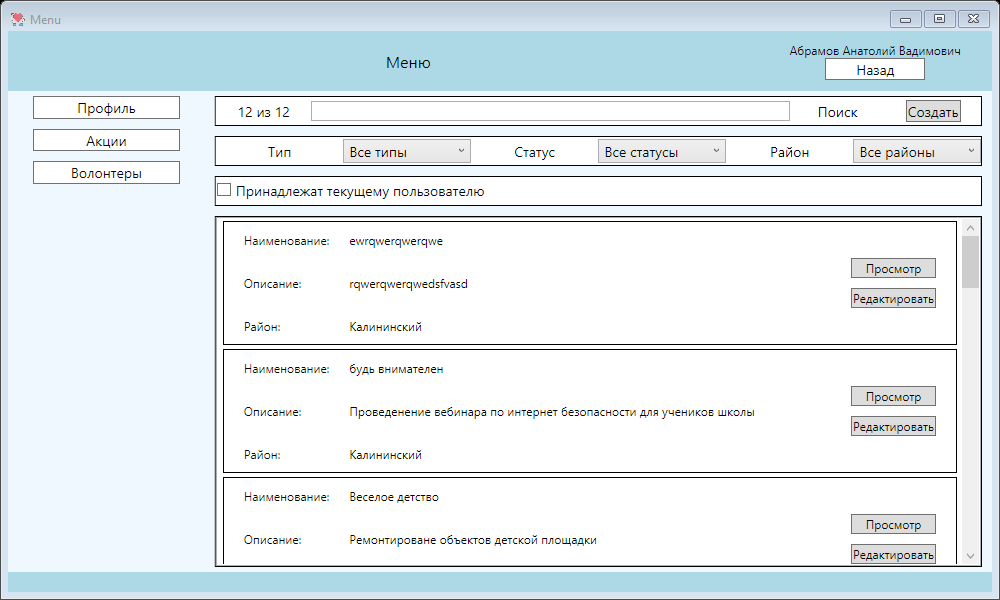 Menu
Меню
Абрамов Анатолий Вадимович
Назад
Профиль
Акции
Волонтеры
12 из 12
Поиск
Создать
Тип
Все типы
Статус
Все статусы
Район
Все районы
Принадлежат текущему пользователю
Наименование: ewrqwerqwerqwe
Просмотр
Описание: rqwerqwerqwedsfvasd
Редактировать
Район: Калининский
Наименование: будь внимателен
Просмотр
Описание: Проведенение вебинара по интернет безопасности для учеников школы
Редактировать
Район: Калининский
Наименование: Веселое детство
Просмотр
Описание: Ремонтироване объектов детской площадки
Редактировать